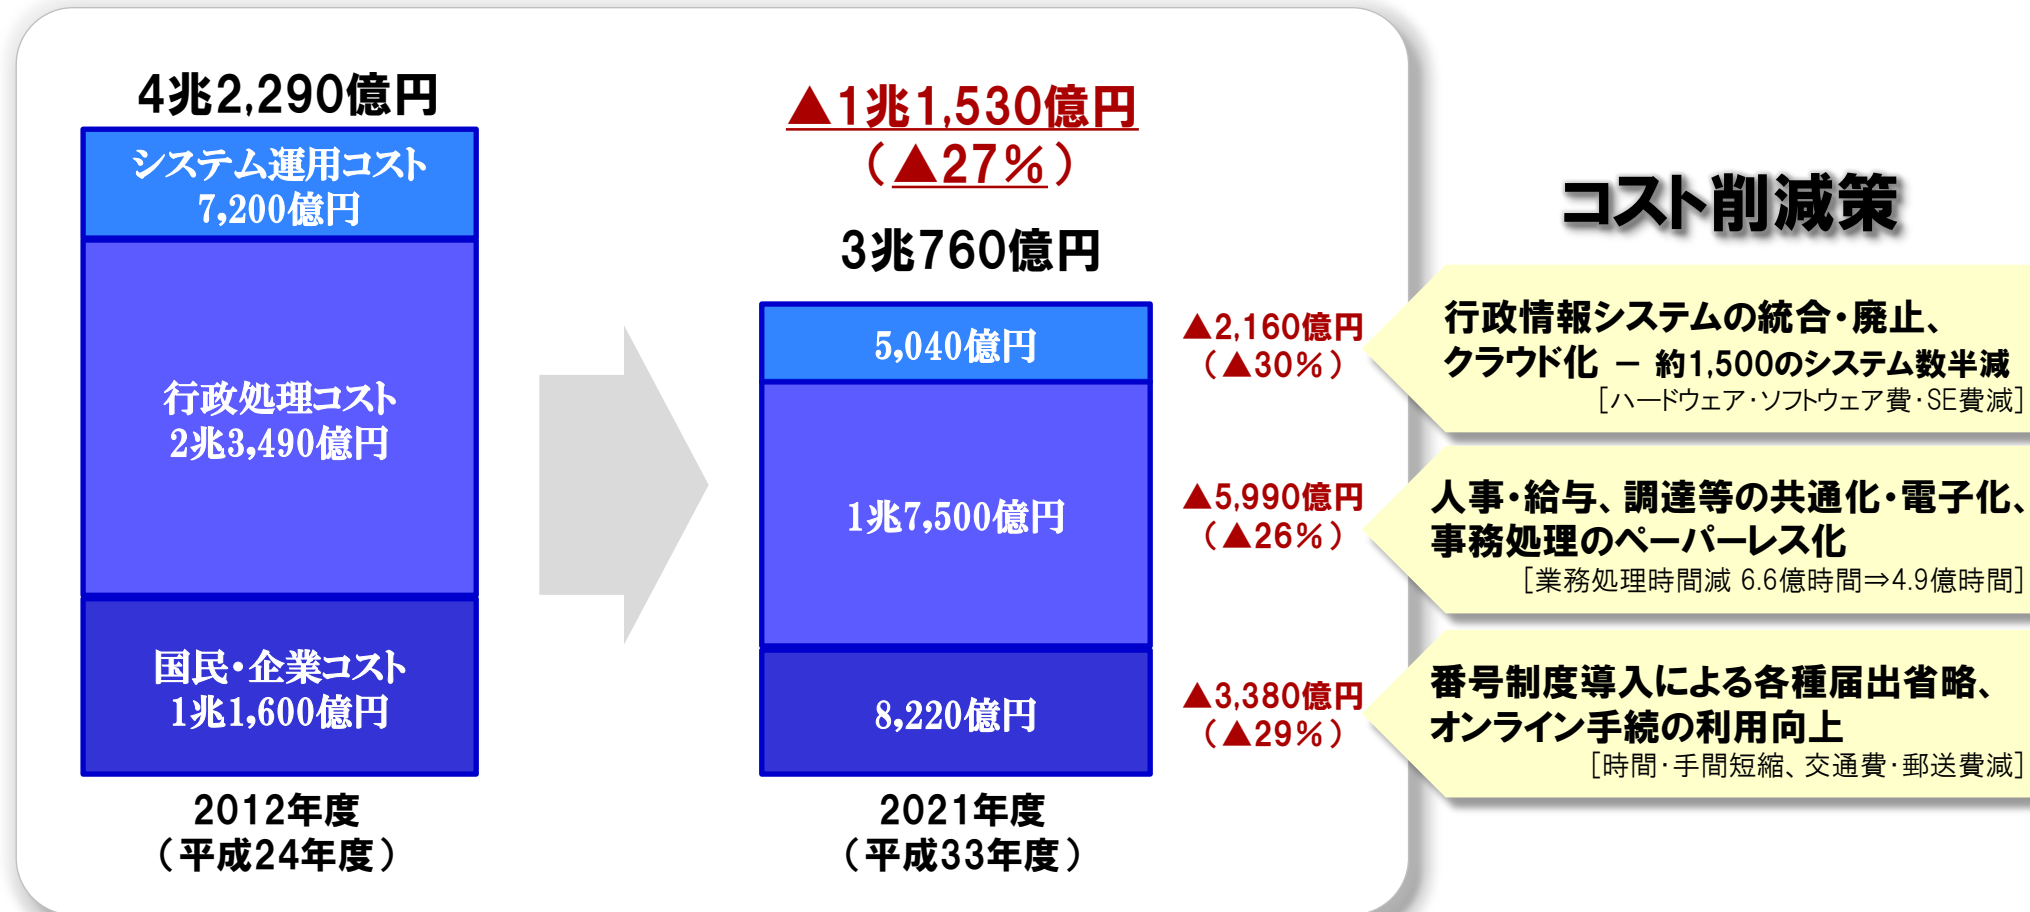 4兆2,290億円
システム運用コスト
7,200億円
行政処理コスト
2兆3,490億円
国民・企業コスト
1兆1,600億円
2012年度
（平成24年度）
▲1兆1,530億円
（▲27％）
3兆760億円
5,040億円
1兆7,500億円
8,220億円
2021年度
（平成33年度）
▲2,160億円
（▲30％）
▲5,990億円
（▲26％）
▲3,380億円
（▲29％）
コスト削減策
行政情報システムの統合・廃止、
クラウド化 － 約1,500のシステム数半減
［ハードウェア・ソフトウェア費・SE費減］
人事・給与、調達等の共通化・電子化、
事務処理のペーパーレス化
［業務処理時間減 6.6億時間⇒4.9億時間］
番号制度導入による各種届出省略、
オンライン手続の利用向上
［時間・手間短縮、交通費・郵送費減］